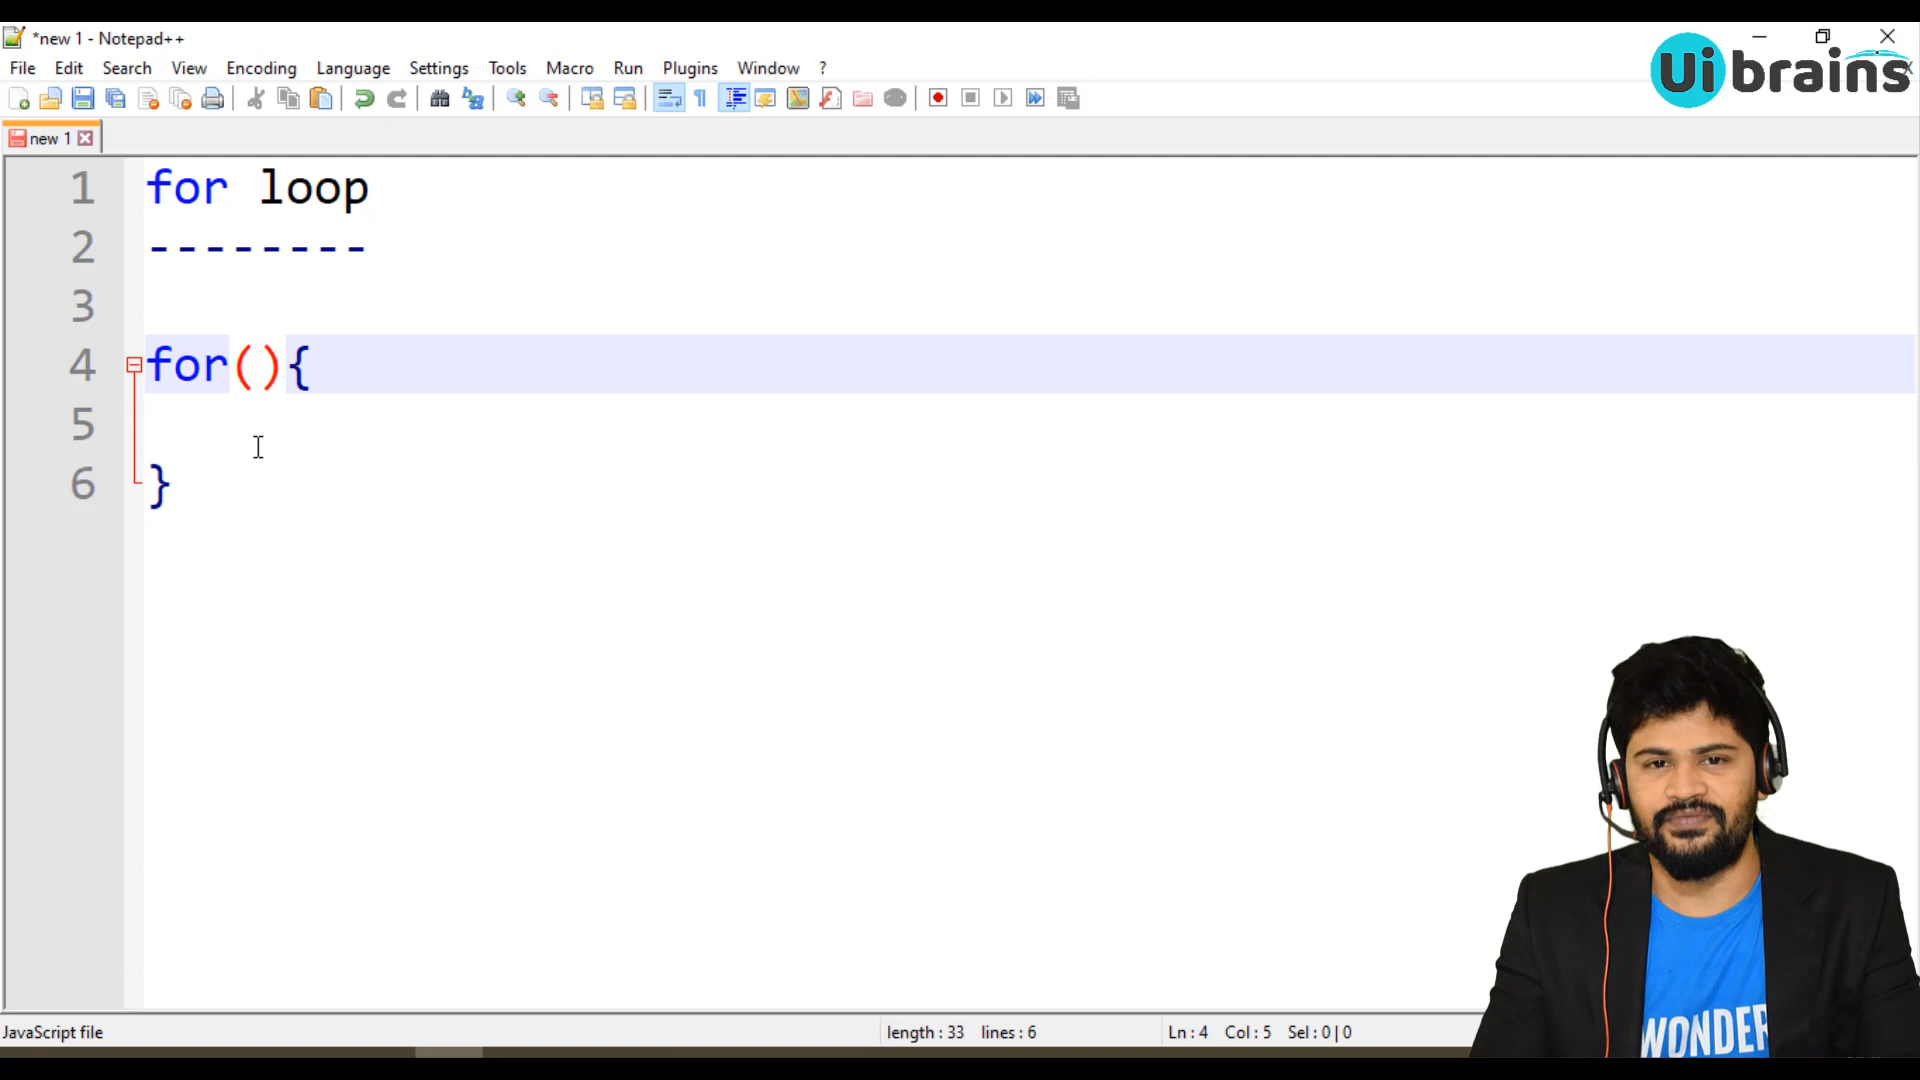 *new 1 - Notepad++
Ui brains
File Edit Search View Encoding Language Settings Tools Macro Run Plugins Window ?
new 1
1 for loop
2 --------
3
4 for(){
5
6 }
WONDER
JavaScript file length : 33 lines : 6 Ln : 4 Col : 5 Sel : 0 | 0